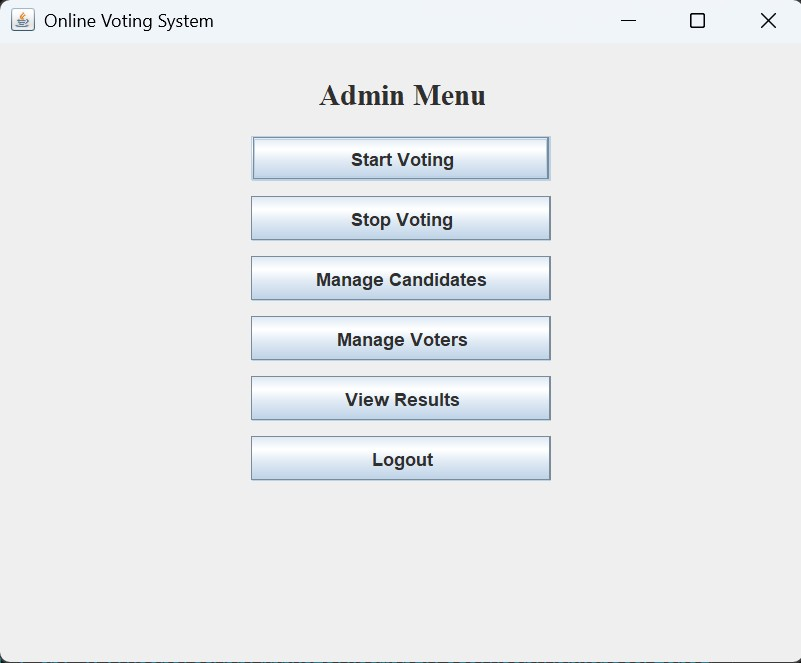 Online Voting System
Admin Menu
Start Voting
Stop Voting
Manage Candidates
Manage Voters
View Results
Logout